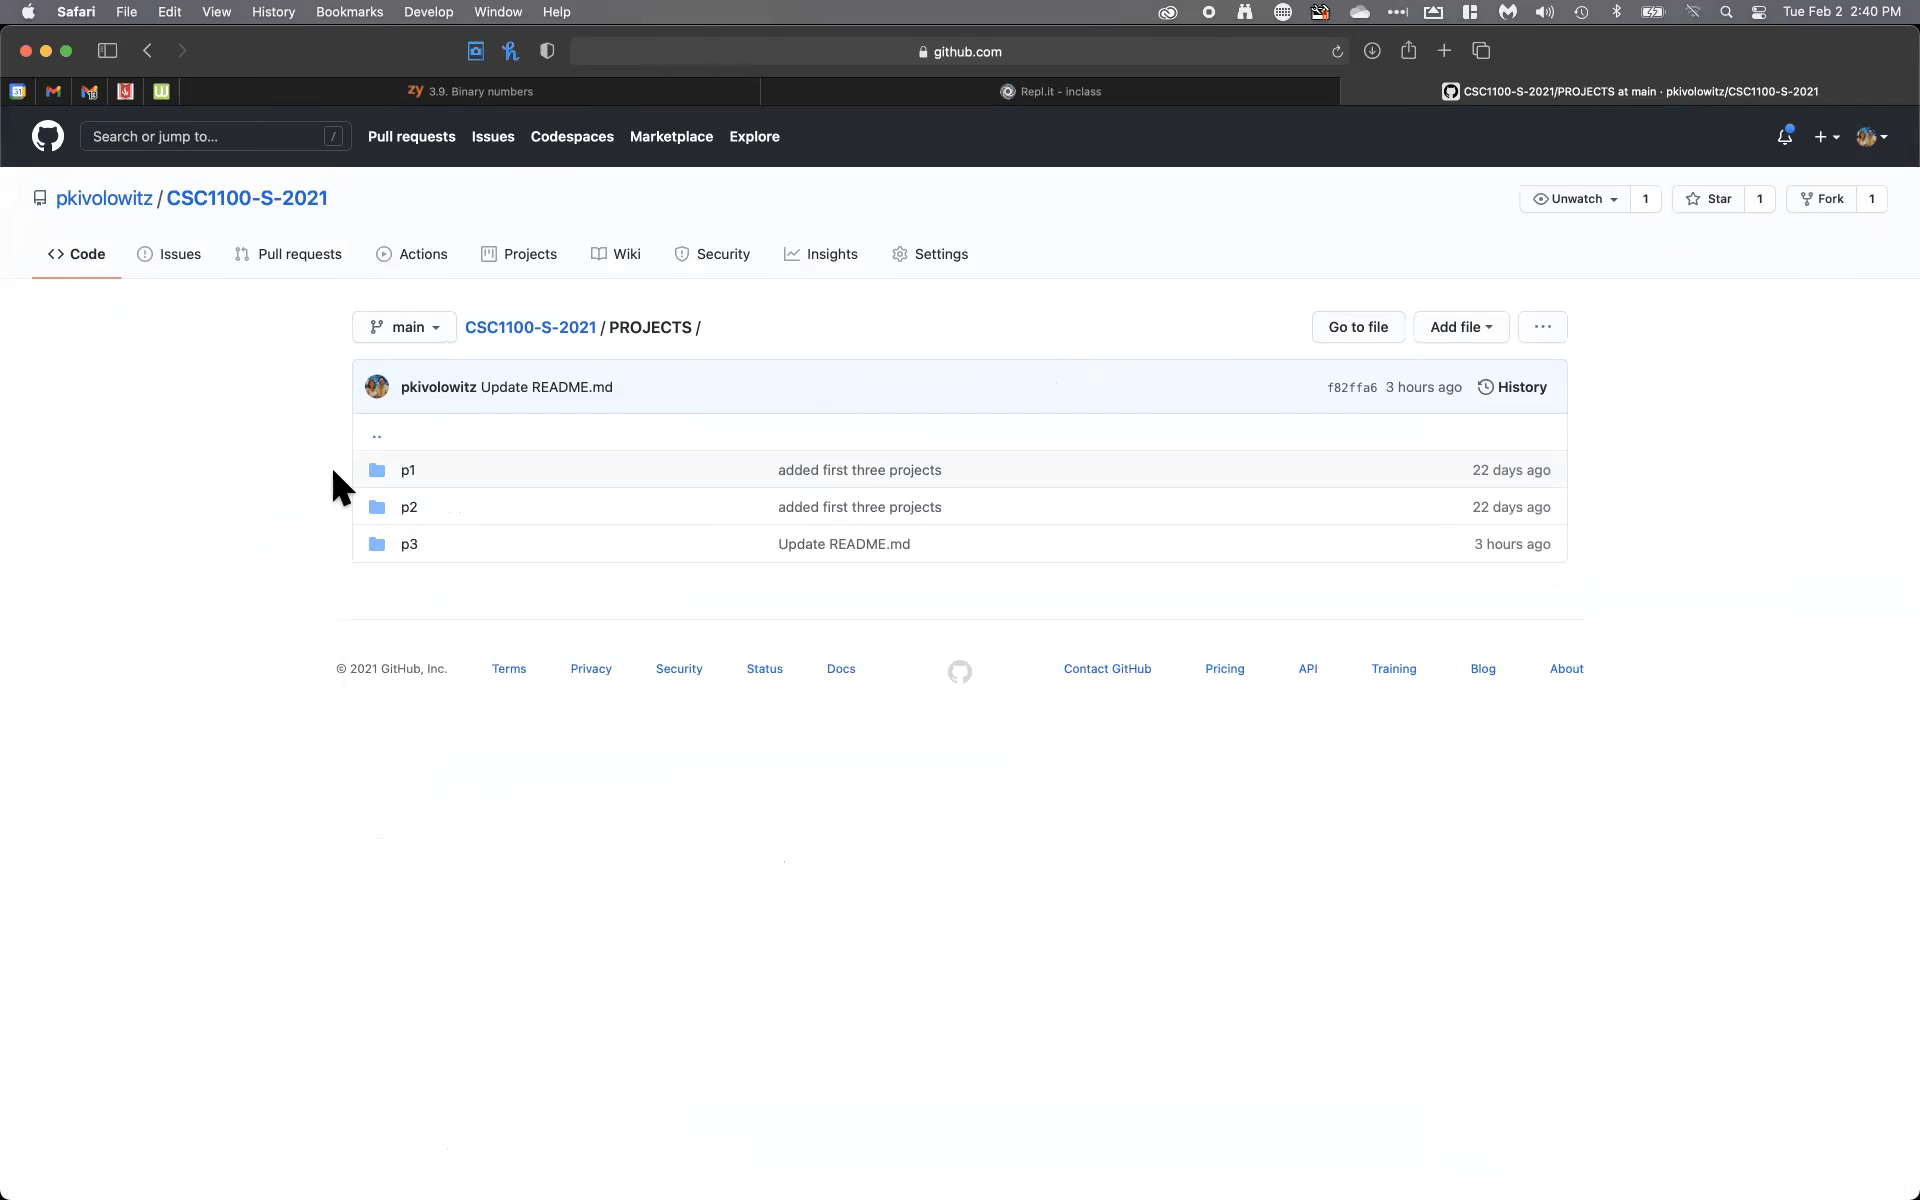 Safari File Edit View History Bookmarks Develop Window Help Tue Feb 2 2:40 PM
github.com
31 zy 3.9. Binary numbers Repl.it - inclass CSC1100-S-2021/PROJECTS at main · pkivolowitz/CSC1100-S-2021
Search or jump to... / Pull requests Issues Codespaces Marketplace Explore
pkivolowitz / CSC1100-S-2021 Unwatch 1 Star 1 Fork 1
Code Issues Pull requests Actions Projects Wiki Security Insights Settings
main CSC1100-S-2021 / PROJECTS / Go to file Add file ...
pkivolowitz Update README.md f82ffa6 3 hours ago History
..
p1 added first three projects 22 days ago
p2 added first three projects 22 days ago
p3 Update README.md 3 hours ago
© 2021 GitHub, Inc. Terms Privacy Security Status Docs Contact GitHub Pricing API Training Blog About